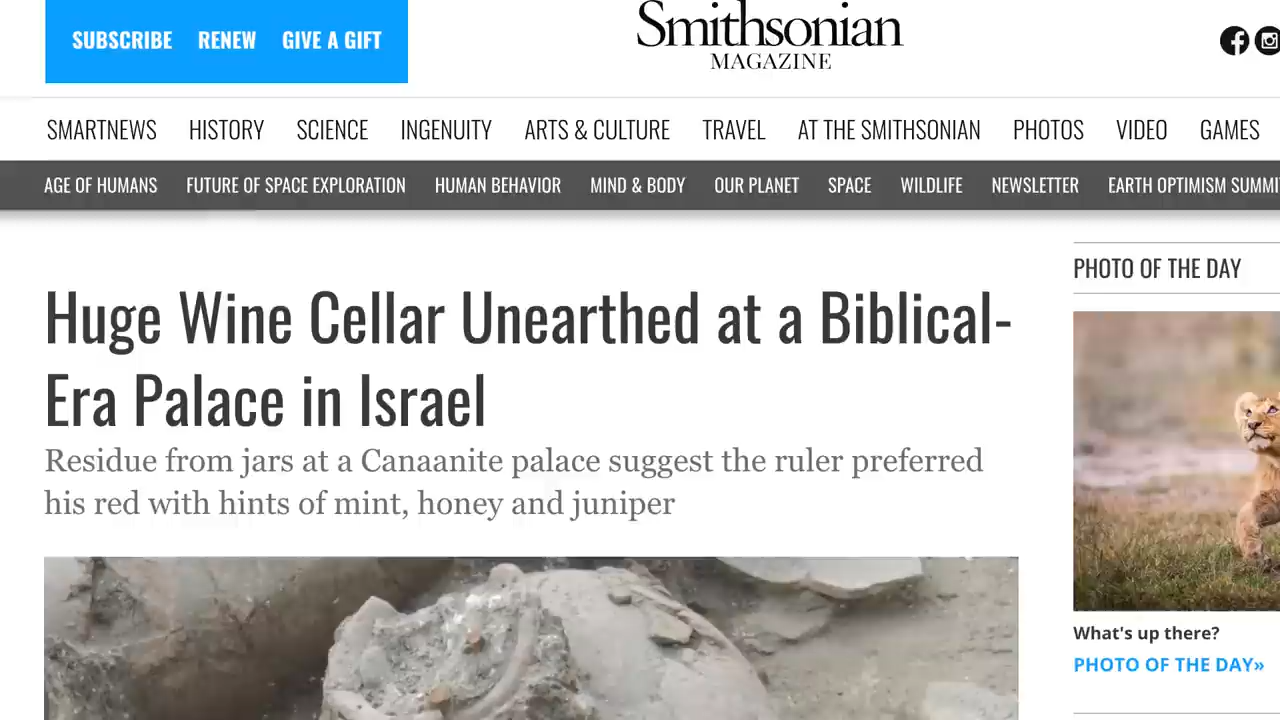 SUBSCRIBE RENEW GIVE A GIFT
Smithsonian
MAGAZINE
SMARTNEWS HISTORY SCIENCE INGENUITY ARTS & CULTURE TRAVEL AT THE SMITHSONIAN PHOTOS VIDEO GAMES
AGE OF HUMANS FUTURE OF SPACE EXPLORATION HUMAN BEHAVIOR MIND & BODY OUR PLANET SPACE WILDLIFE NEWSLETTER EARTH OPTIMISM SUMMI
PHOTO OF THE DAY
Huge Wine Cellar Unearthed at a Biblical-
Era Palace in Israel
Residue from jars at a Canaanite palace suggest the ruler preferred
his red with hints of mint, honey and juniper
What's up there?
PHOTO OF THE DAY»